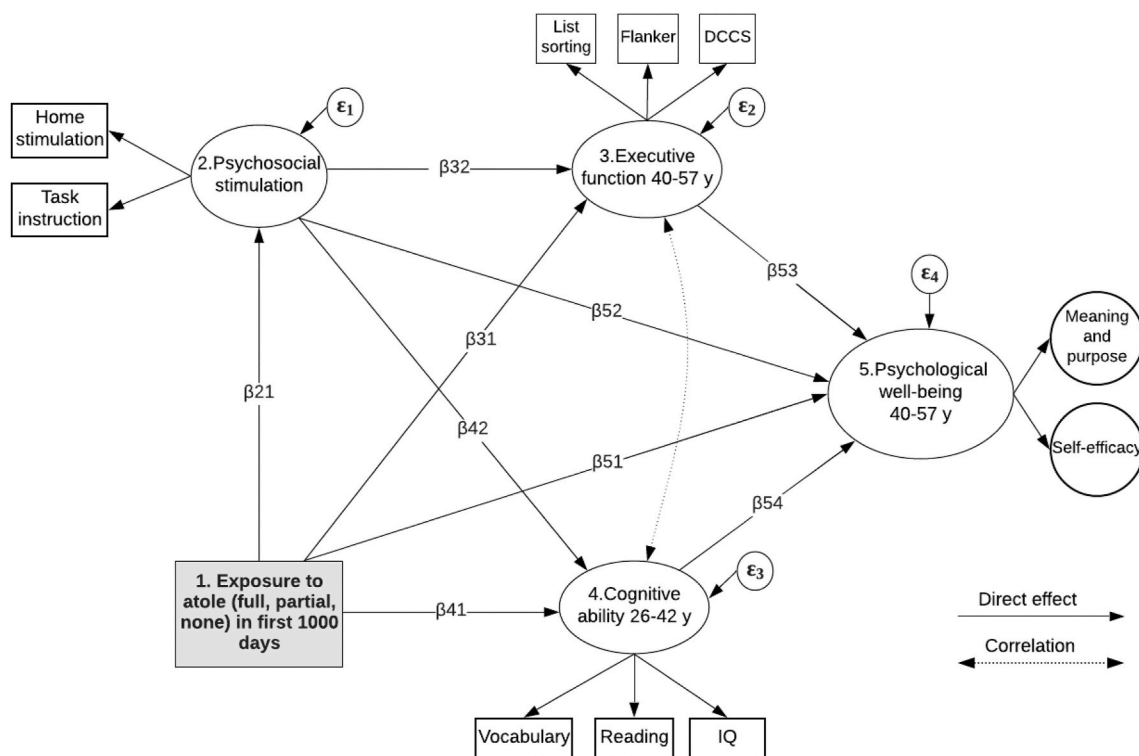 List
sorting
Flanker
DCCS
ε1
ε2
Home
stimulation
Task
instruction
2.Psychosocial
stimulation
β32
3.Executive
function 40-57 y
β53
ε4
β52
β31
β21
β42
5.Psychological
well-being
40-57 y
Meaning
and
purpose
Self-efficacy
β51
β54
1. Exposure to
atole (full, partial,
none) in first 1000
days
β41
4.Cognitive
ability 26-42 y
ε3
Direct effect
Correlation
Vocabulary
Reading
IQ